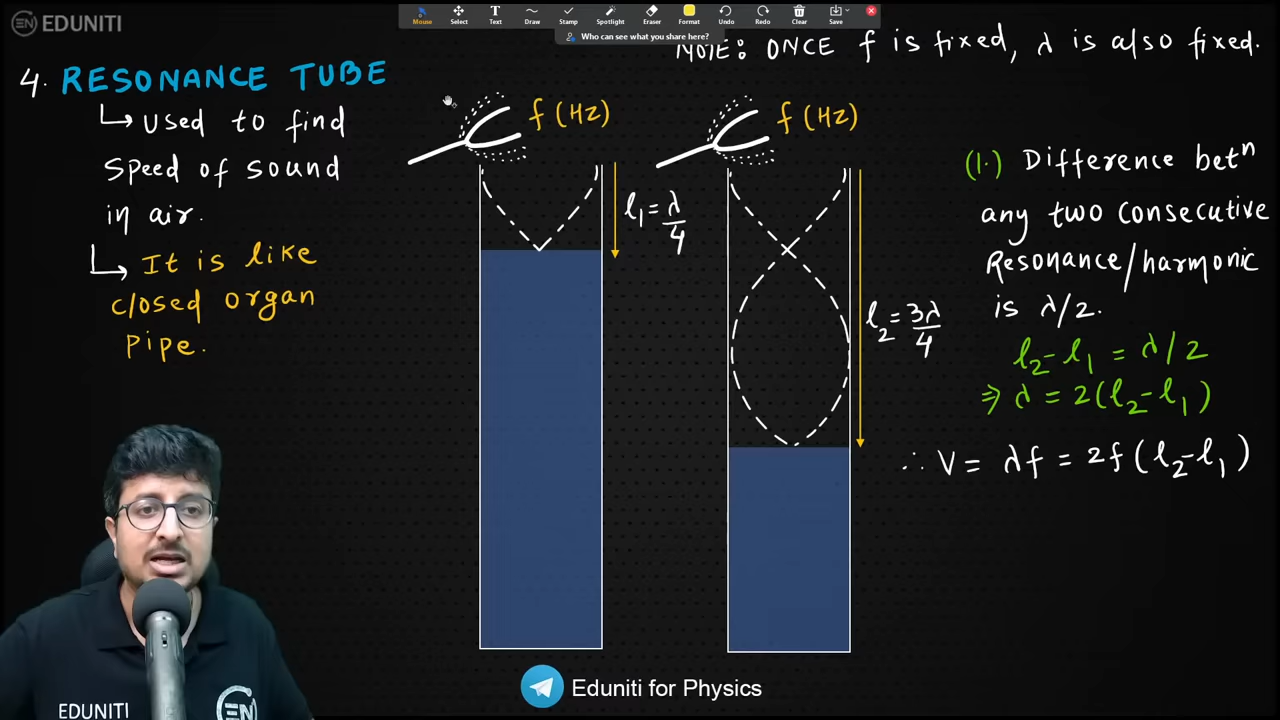 EN EDUNITI
Mouse Select Text Draw Stamp Spotlight Eraser Format Undo Redo Clear Save
Who can see what you share here?
NOTE: ONCE f is fixed, λ is also fixed.
4. RESONANCE TUBE
↳ Used to find
Speed of sound
in air.
↳ It is like
closed organ
pipe.
f (Hz)
l₁ = λ/4
f (Hz)
l₂ = 3λ/4
(1.) Difference betⁿ
any two consecutive
Resonance/harmonic
is λ/2.
l₂ - l₁ = λ/2
⇒ λ = 2(l₂ - l₁)
∴ V = λf = 2f (l₂ - l₁)
EDUNITI
EN
Eduniti for Physics